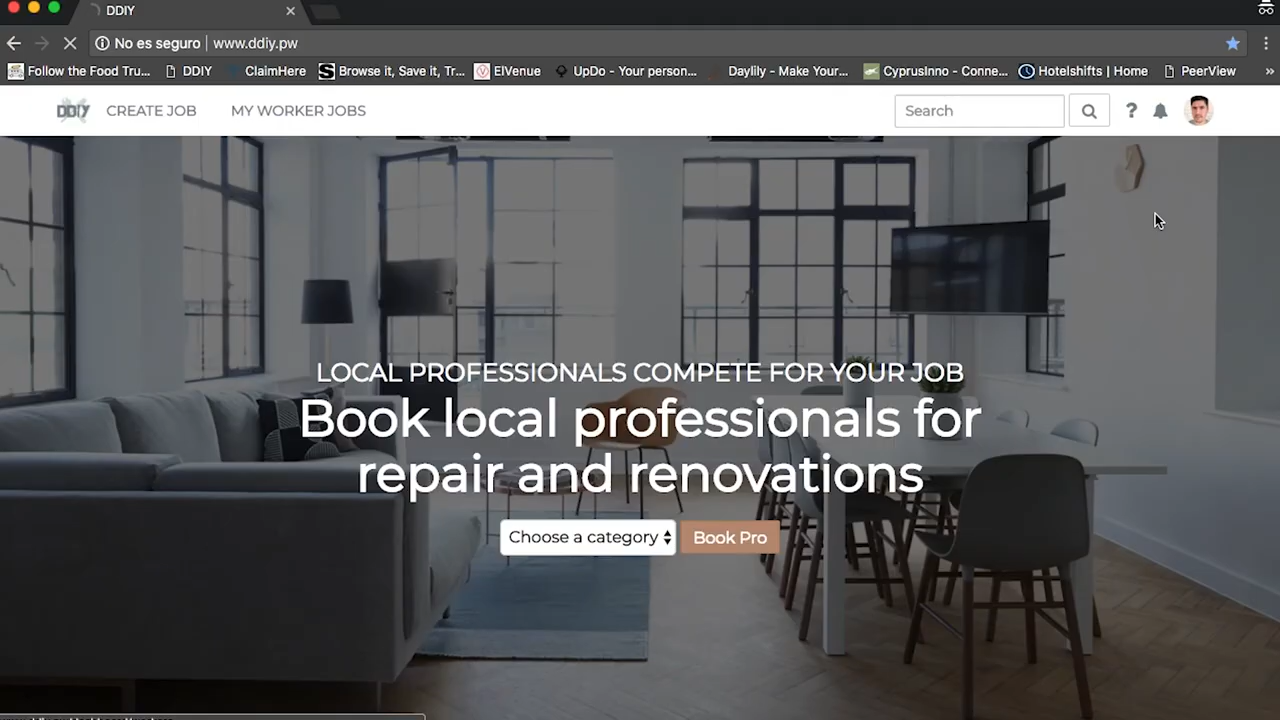 DDIY
No es seguro www.ddiy.pw
Follow the Food Tru... DDIY ClaimHere Browse it, Save it, Tr... ElVenue UpDo - Your person... Daylily - Make Your... CyprusInno - Conne... Hotelshifts | Home PeerView »
DDIY CREATE JOB MY WORKER JOBS Search ?
LOCAL PROFESSIONALS COMPETE FOR YOUR JOB
Book local professionals for
repair and renovations
Choose a category Book Pro